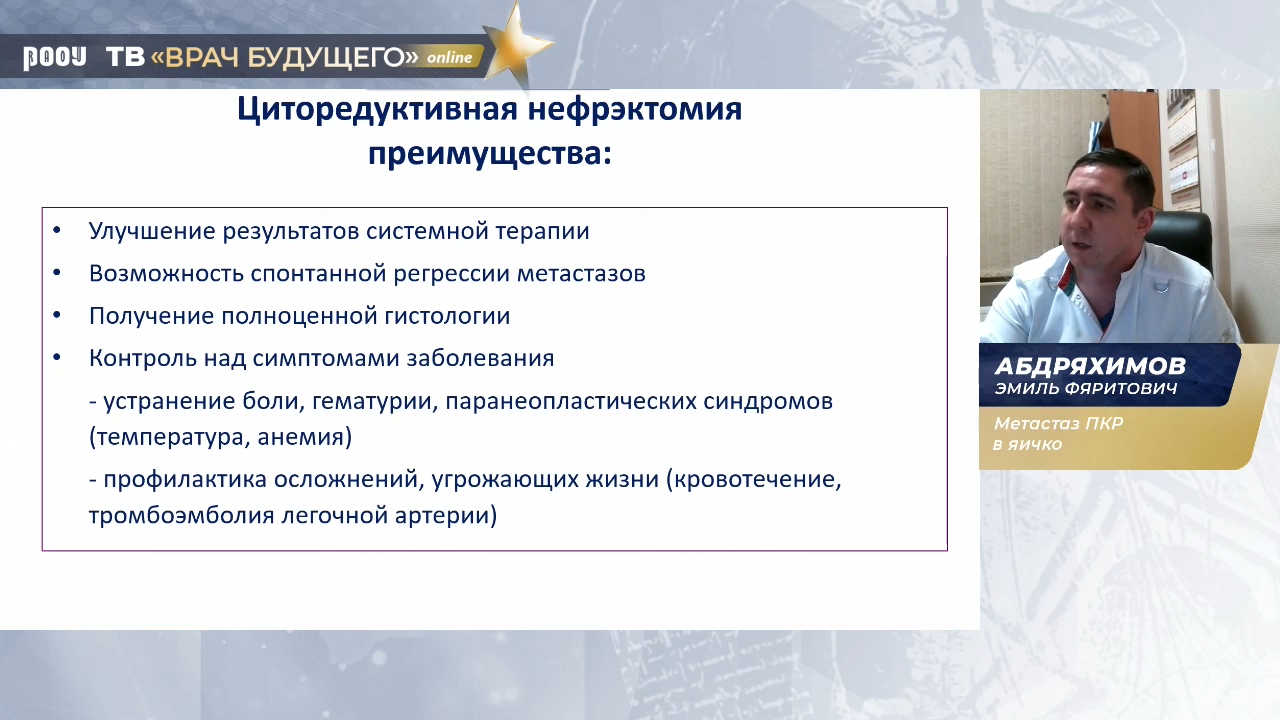 РООУ ТВ «ВРАЧ БУДУЩЕГО» online
Циторедуктивная нефрэктомия
преимущества:
• Улучшение результатов системной терапии
• Возможность спонтанной регрессии метастазов
• Получение полноценной гистологии
• Контроль над симптомами заболевания
- устранение боли, гематурии, паранеопластических синдромов
(температура, анемия)
- профилактика осложнений, угрожающих жизни (кровотечение,
тромбоэмболия легочной артерии)
АБДРЯХИМОВ
ЭМИЛЬ ФЯРИТОВИЧ
Метастаз ПКР
в яичко